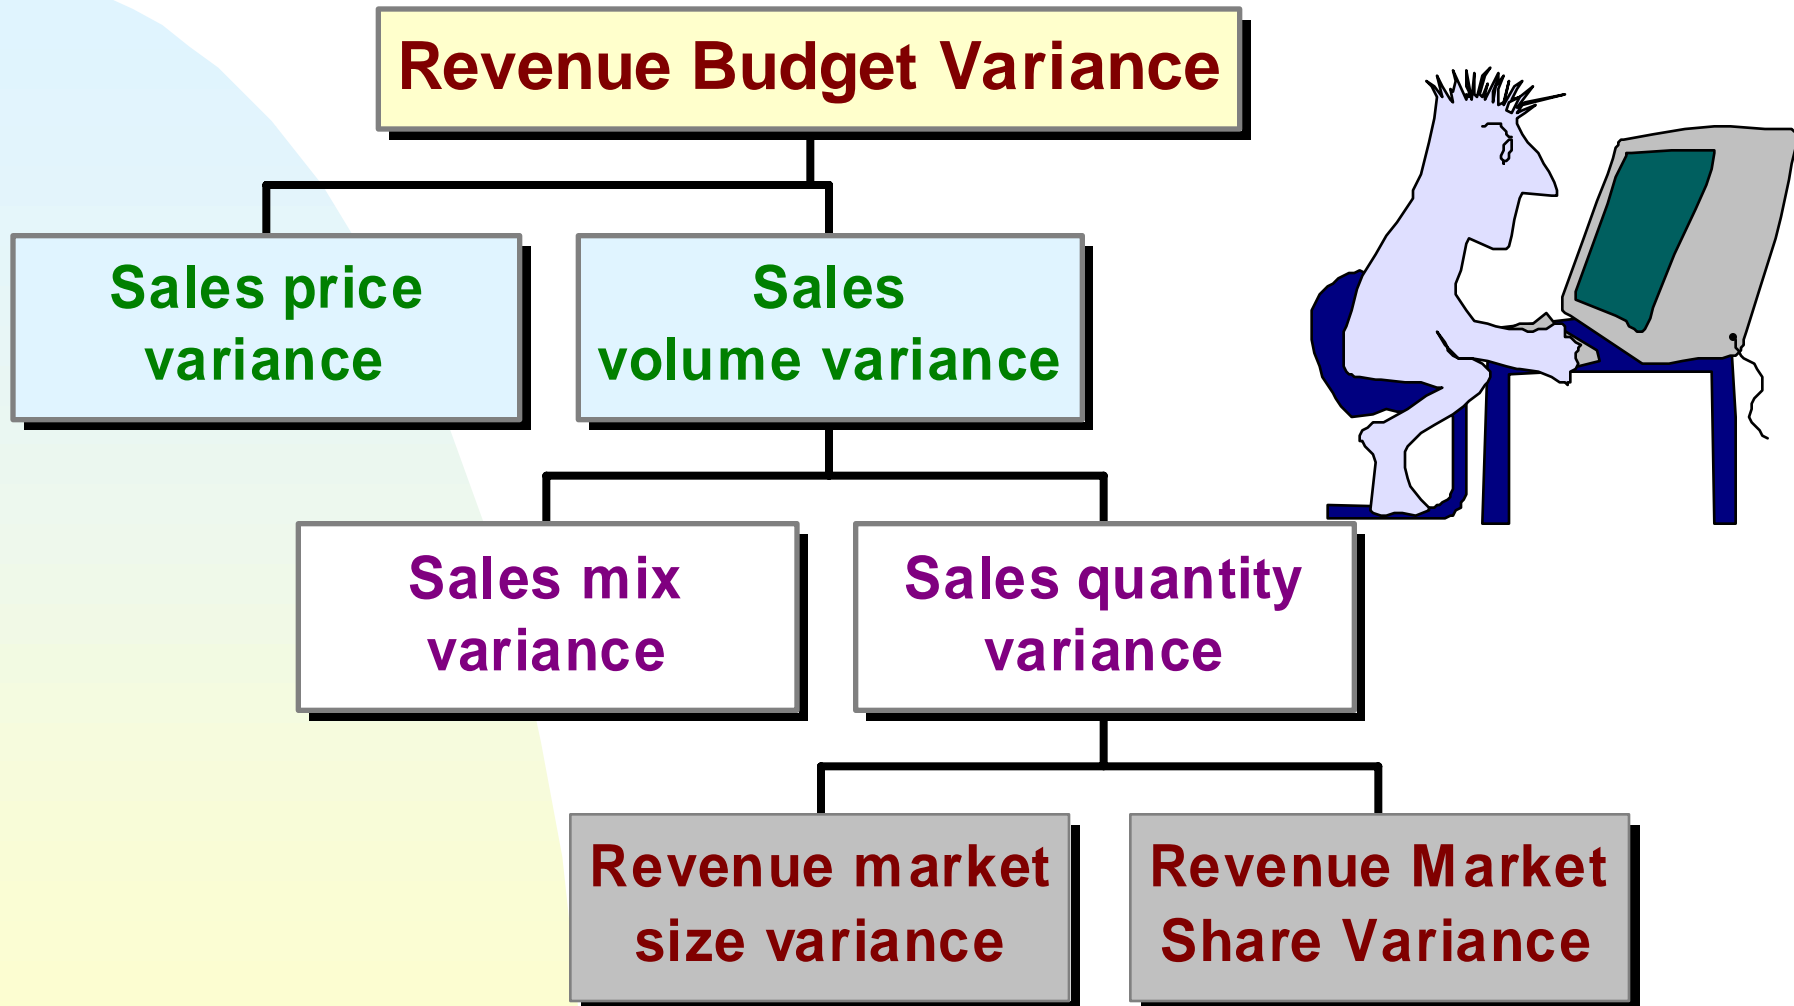 Revenue Budget Variance
Sales price
variance
Sales
volume variance
Sales mix
variance
Sales quantity
variance
Revenue market
size variance
Revenue Market
Share Variance